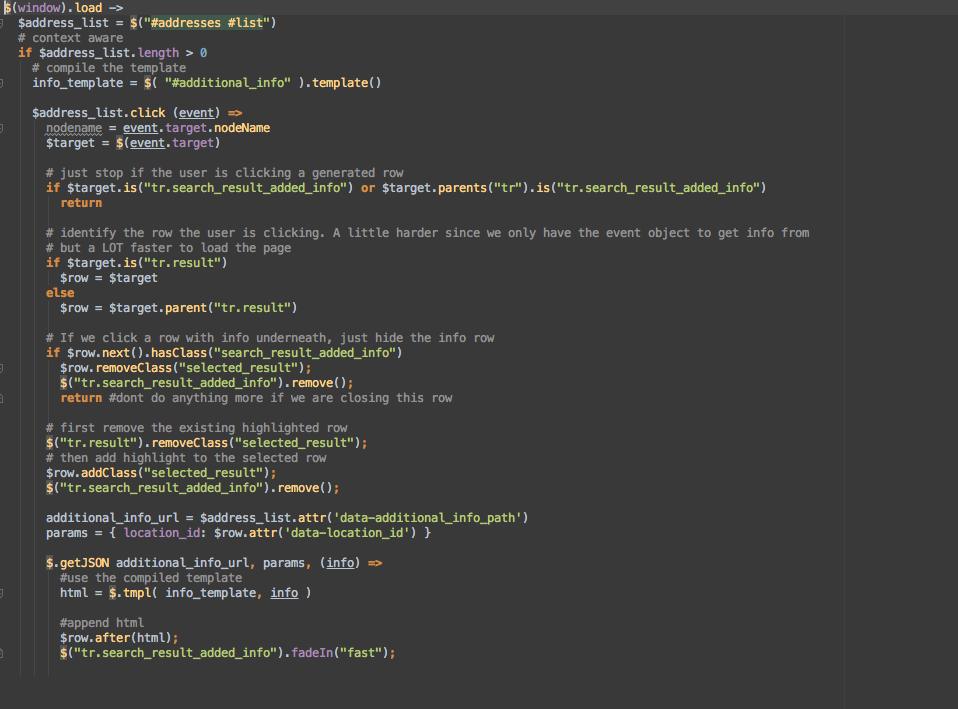 $(window).load ->
  $address_list = $("#addresses #list")
  # context aware
  if $address_list.length > 0
    # compile the template
    info_template = $( "#additional_info" ).template()

    $address_list.click (event) =>
      nodename = event.target.nodeName
      $target = $(event.target)

      # just stop if the user is clicking a generated row
      if $target.is("tr.search_result_added_info") or $target.parents("tr").is("tr.search_result_added_info")
        return

      # identify the row the user is clicking. A little harder since we only have the event object to get info from
      # but a LOT faster to load the page
      if $target.is("tr.result")
        $row = $target
      else
        $row = $target.parent("tr.result")

      # If we click a row with info underneath, just hide the info row
      if $row.next().hasClass("search_result_added_info")
        $row.removeClass("selected_result");
        $("tr.search_result_added_info").remove();
        return #dont do anything more if we are closing this row

      # first remove the existing highlighted row
      $("tr.result").removeClass("selected_result");
      # then add highlight to the selected row
      $row.addClass("selected_result");
      $("tr.search_result_added_info").remove();

      additional_info_url = $address_list.attr('data-additional_info_path')
      params = { location_id: $row.attr('data-location_id') }

      $.getJSON additional_info_url, params, (info) =>
        #use the compiled template
        html = $.tmpl( info_template, info )

        #append html
        $row.after(html);
        $("tr.search_result_added_info").fadeIn("fast");